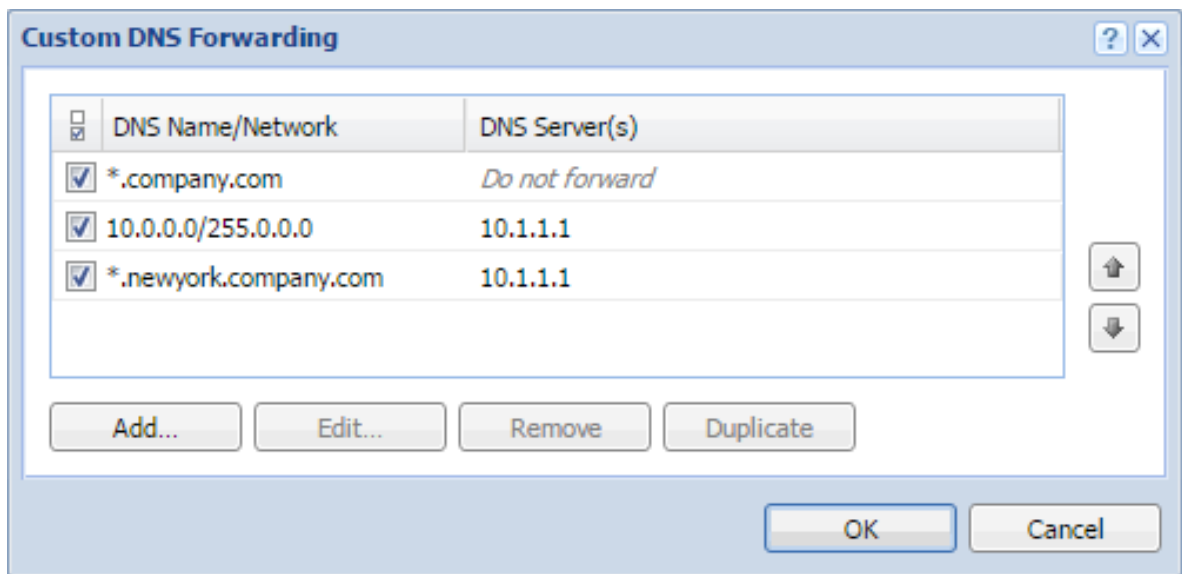 Custom DNS Forwarding
?
DNS Name/Network DNS Server(s)
*.company.com Do not forward
10.0.0.0/255.0.0.0 10.1.1.1
*.newyork.company.com 10.1.1.1
Add... Edit... Remove Duplicate
OK Cancel